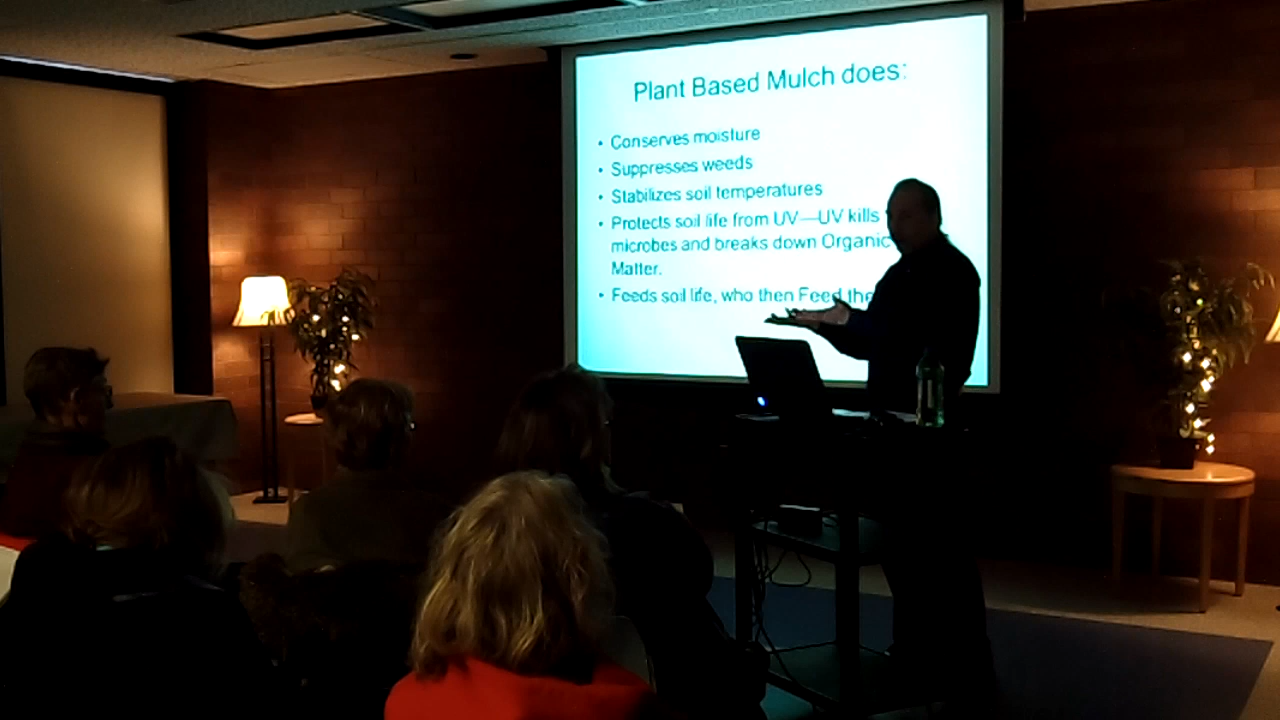 Plant Based Mulch does:
• Conserves moisture
• Suppresses weeds
• Stabilizes soil temperatures
• Protects soil life from UV—UV kills
microbes and breaks down Organic
Matter.
• Feeds soil life, who then Feed the